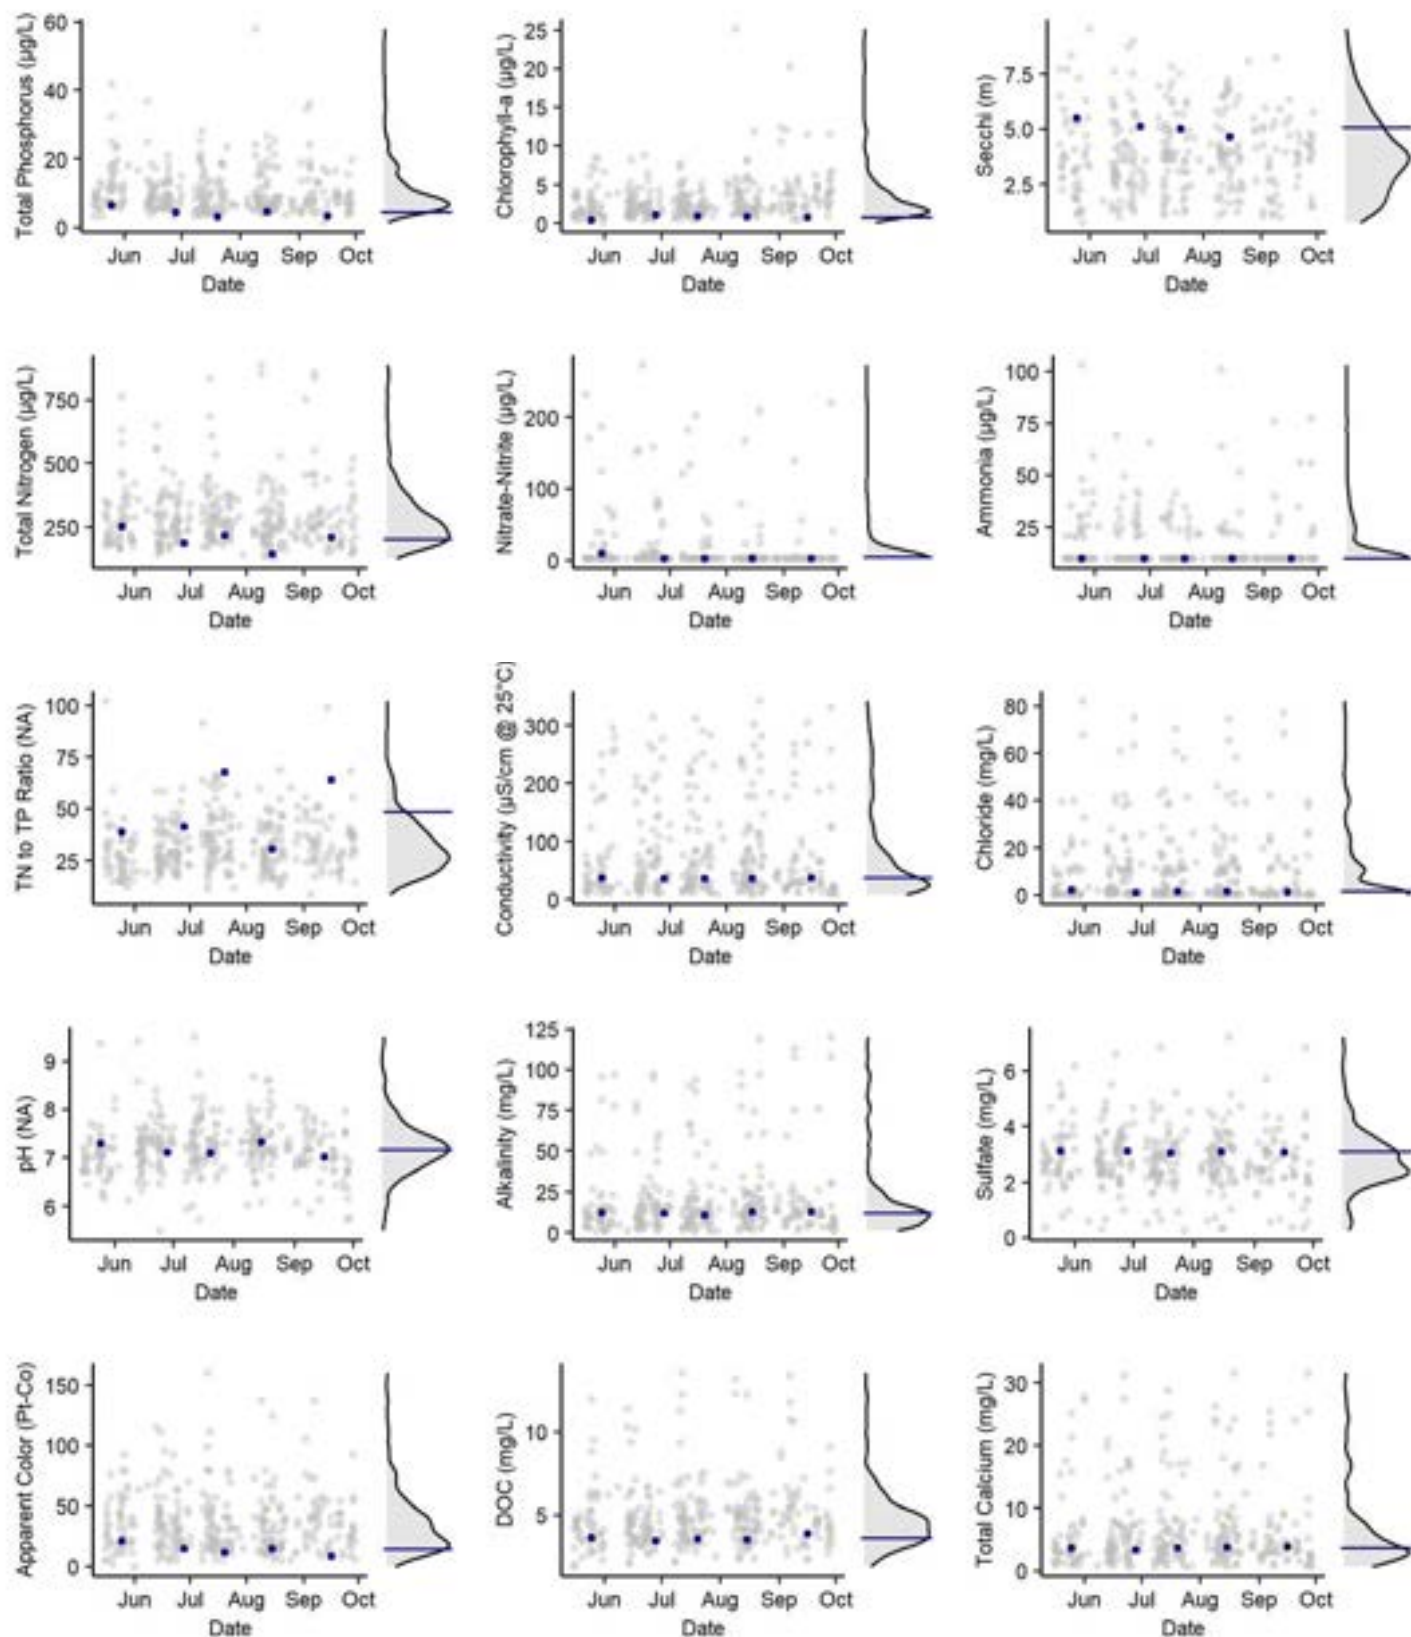 Total Phosphorus (µg/L)
60
40
20
0
Jun Jul Aug Sep Oct
Date
Chlorophyll-a (µg/L)
25
20
15
10
5
0
Jun Jul Aug Sep Oct
Date
Secchi (m)
7.5
5.0
2.5
Jun Jul Aug Sep Oct
Date
Total Nitrogen (µg/L)
750
500
250
Jun Jul Aug Sep Oct
Date
Nitrate-Nitrite (µg/L)
200
100
0
Jun Jul Aug Sep Oct
Date
Ammonia (µg/L)
100
75
50
25
Jun Jul Aug Sep Oct
Date
TN to TP Ratio (NA)
100
75
50
25
Jun Jul Aug Sep Oct
Date
Conductivity (µS/cm @ 25°C)
300
200
100
0
Jun Jul Aug Sep Oct
Date
Chloride (mg/L)
80
60
40
20
0
Jun Jul Aug Sep Oct
Date
pH (NA)
9
8
7
6
Jun Jul Aug Sep Oct
Date
Alkalinity (mg/L)
125
100
75
50
25
0
Jun Jul Aug Sep Oct
Date
Sulfate (mg/L)
6
4
2
0
Jun Jul Aug Sep Oct
Date
Apparent Color (Pt-Co)
150
100
50
0
Jun Jul Aug Sep Oct
Date
DOC (mg/L)
10
5
Jun Jul Aug Sep Oct
Date
Total Calcium (mg/L)
30
20
10
0
Jun Jul Aug Sep Oct
Date